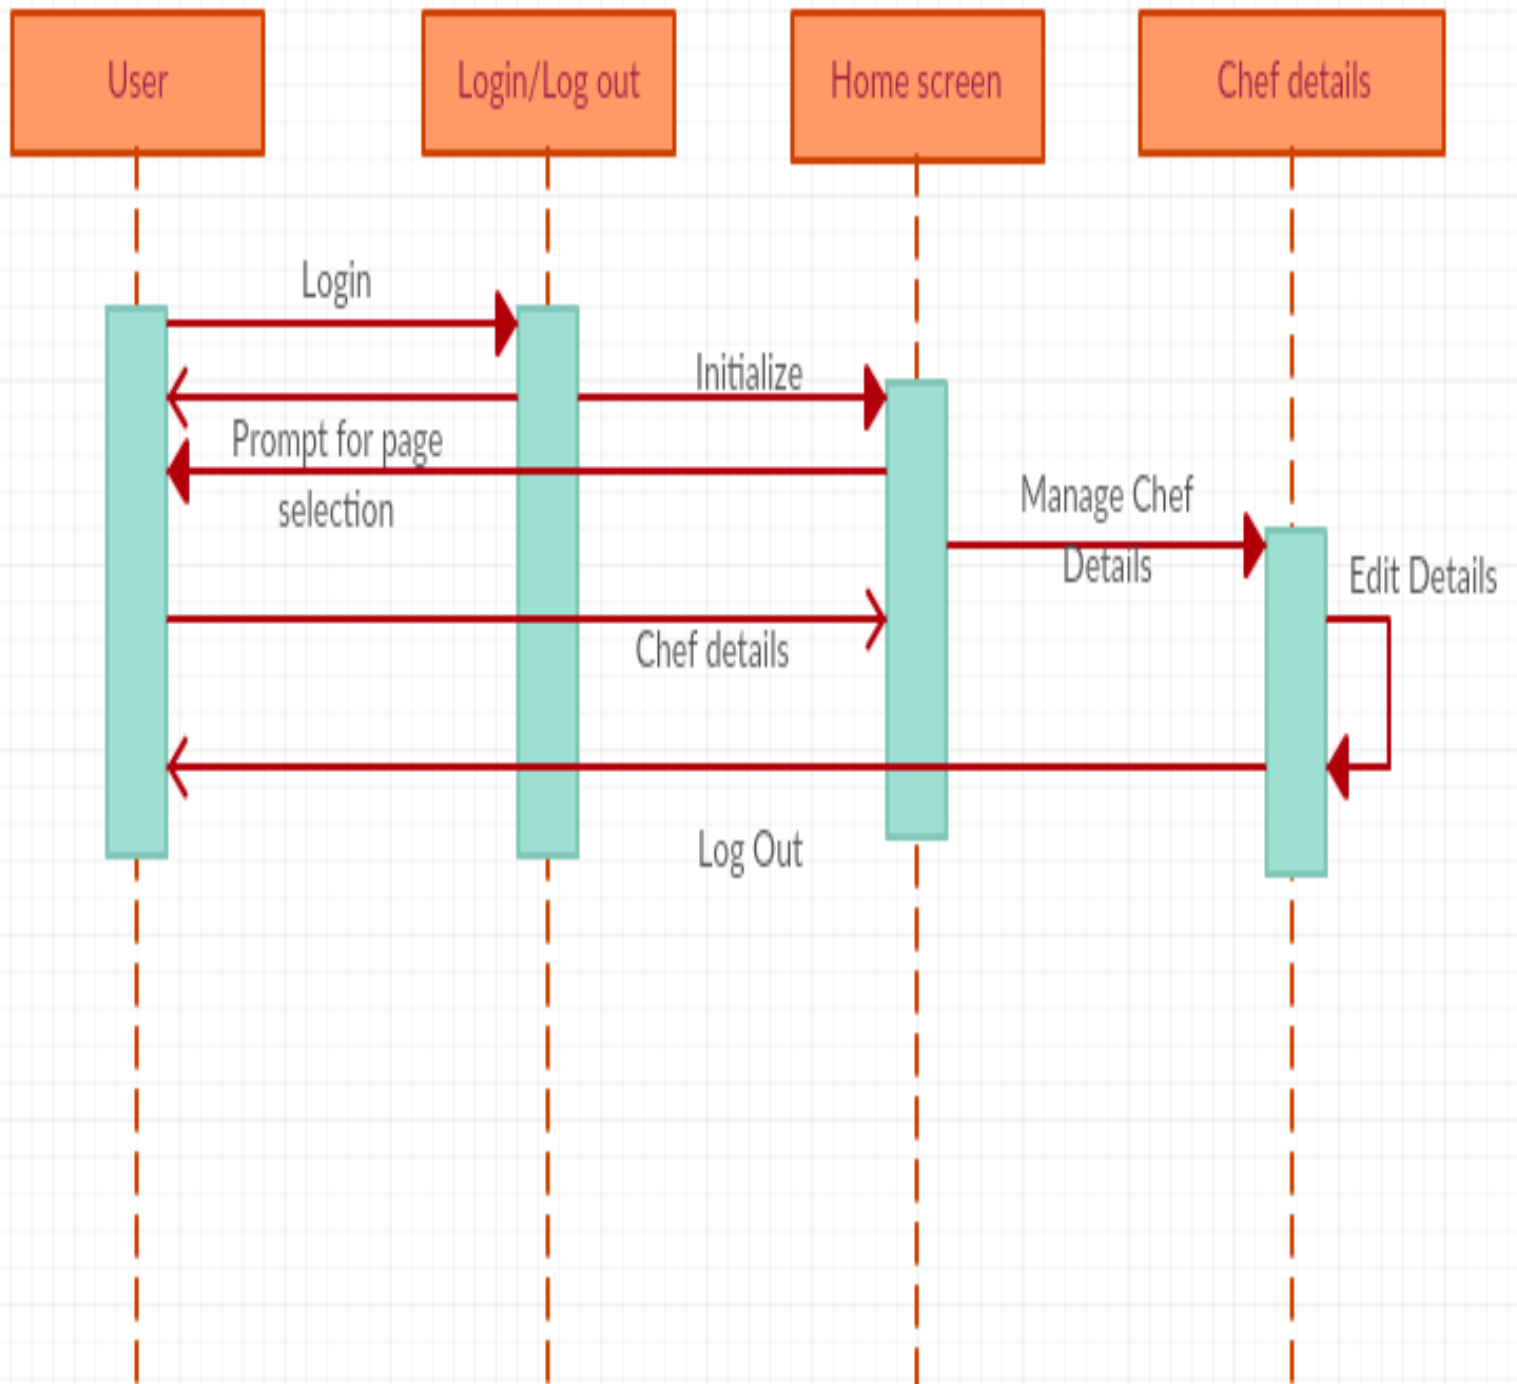 User
Login/Log out
Home screen
Chef details
Login
Initialize
Prompt for page
selection
Manage Chef
Details
Edit Details
Chef details
Log Out